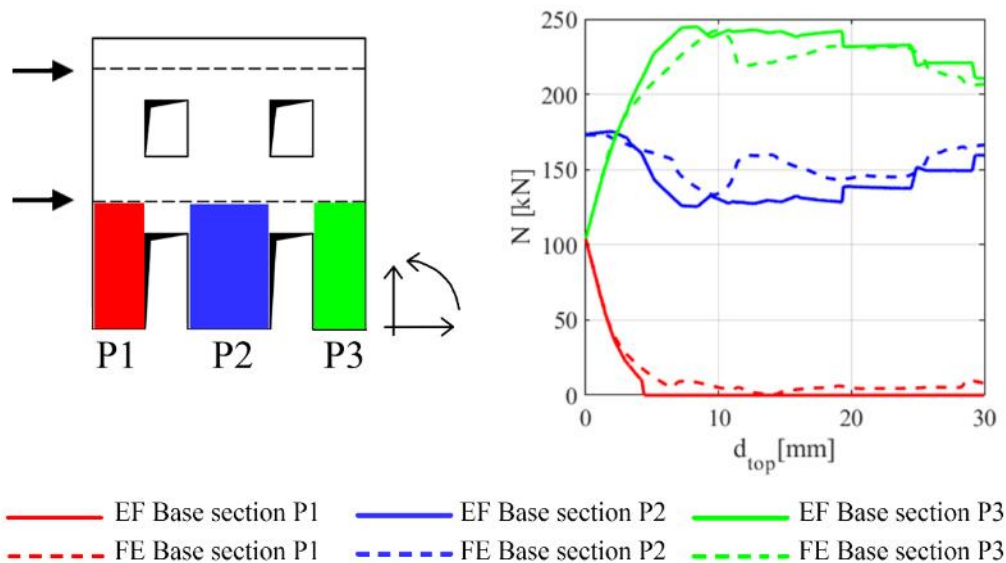 250
200
150
100
50
0
N [kN]
0 10 20 30
d_top[mm]
P1 P2 P3
EF Base section P1 EF Base section P2 EF Base section P3
FE Base section P1 FE Base section P2 FE Base section P3